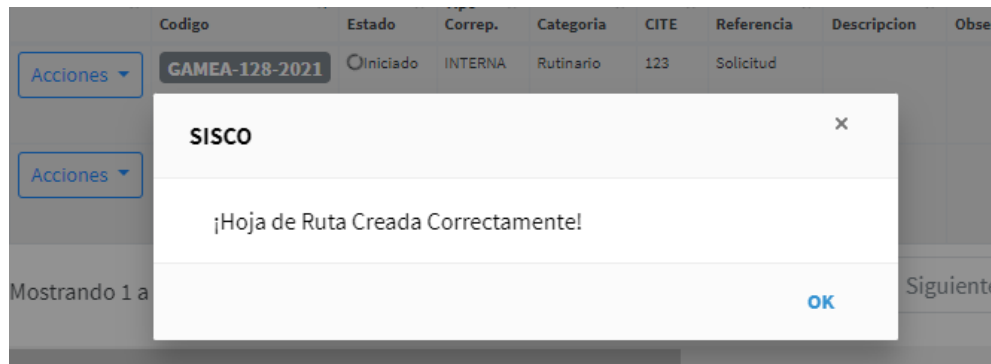 Codigo Estado Correp. Categoria CITE Referencia Descripcion
Acciones GAMEA-128-2021 Iniciado INTERNA Rutinario 123 Solicitud
SISCO ×
Acciones
¡Hoja de Ruta Creada Correctamente!
Mostrando 1 a Siguiente
OK